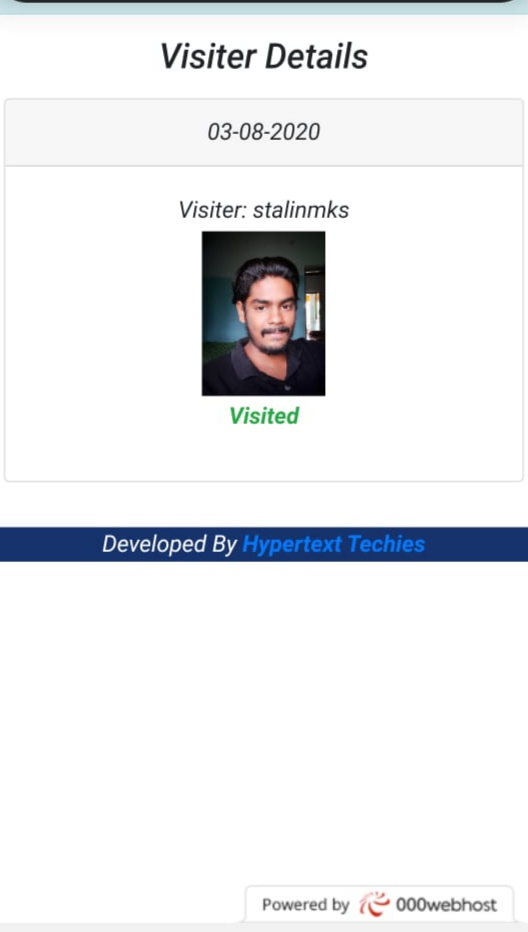 Visiter Details
03-08-2020
Visiter: stalinmks
Visited
Developed By Hypertext Techies
Powered by 000webhost